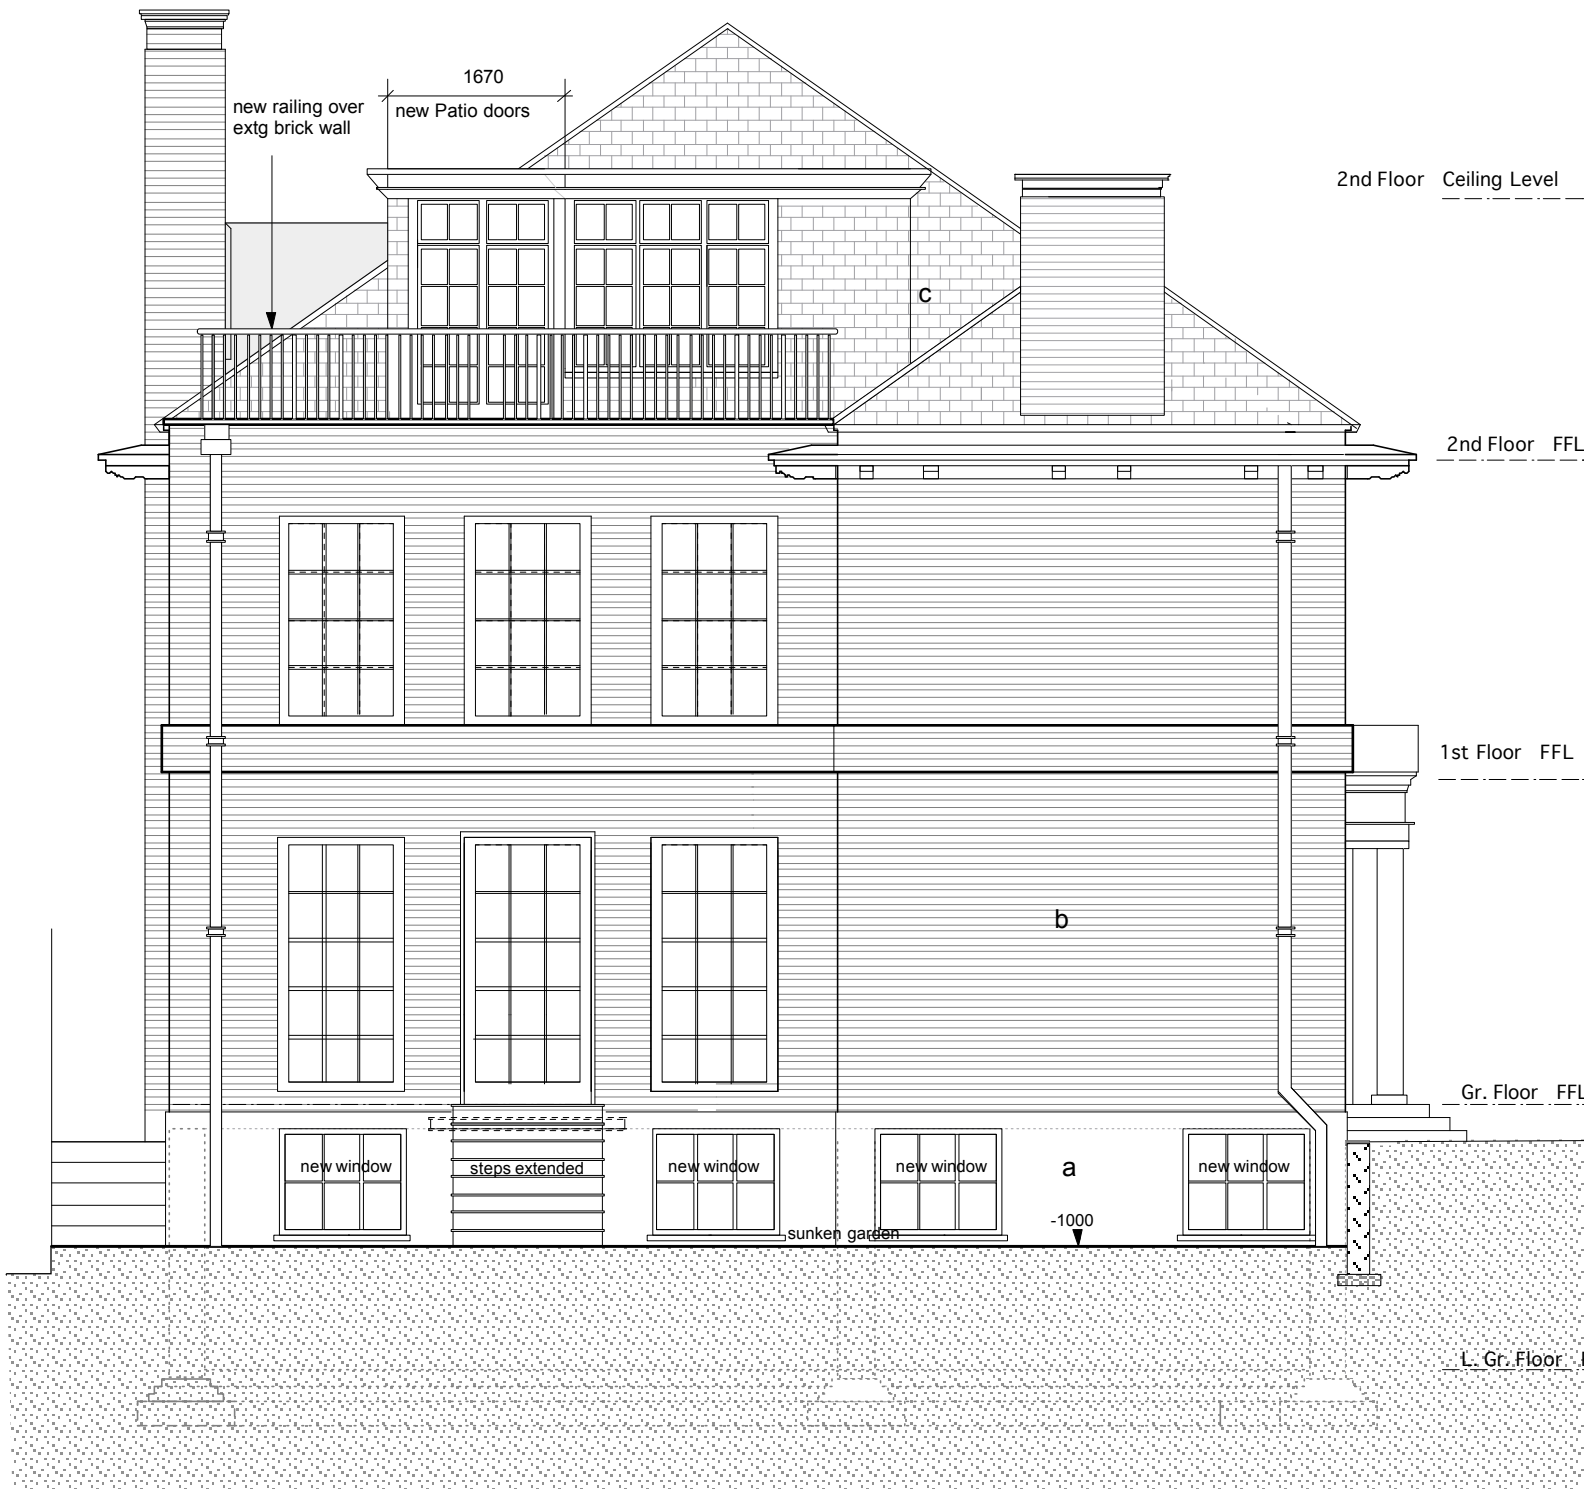 1670
new railing over
extg brick wall
new Patio doors
2nd Floor Ceiling Level
c
2nd Floor FFL
1st Floor FFL
b
Gr. Floor FFL
new window
steps extended
new window
new window
a
new window
-1000
sunken garden
L. Gr. Floor